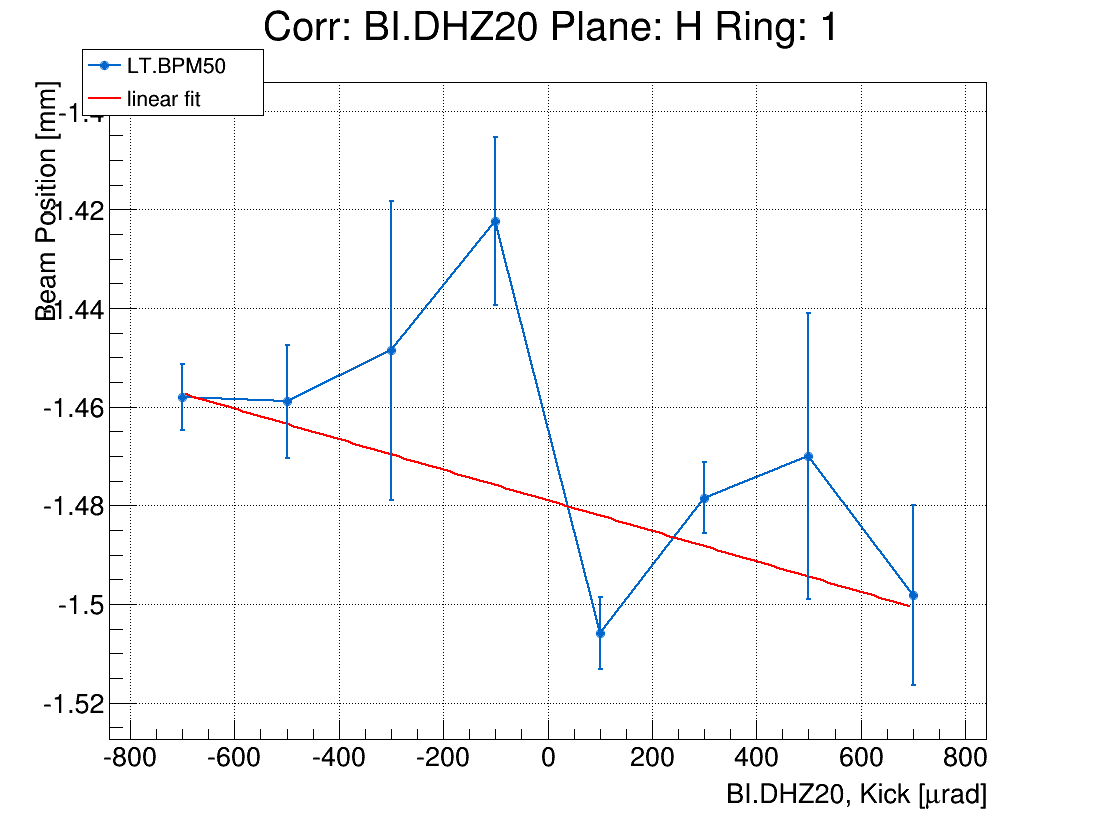 Corr: BI.DHZ20 Plane: H Ring: 1
LT.BPM50
linear fit
Beam Position [mm]
-1.4
-1.42
-1.44
-1.46
-1.48
-1.5
-1.52
-800 -600 -400 -200 0 200 400 600 800
BI.DHZ20, Kick [μrad]